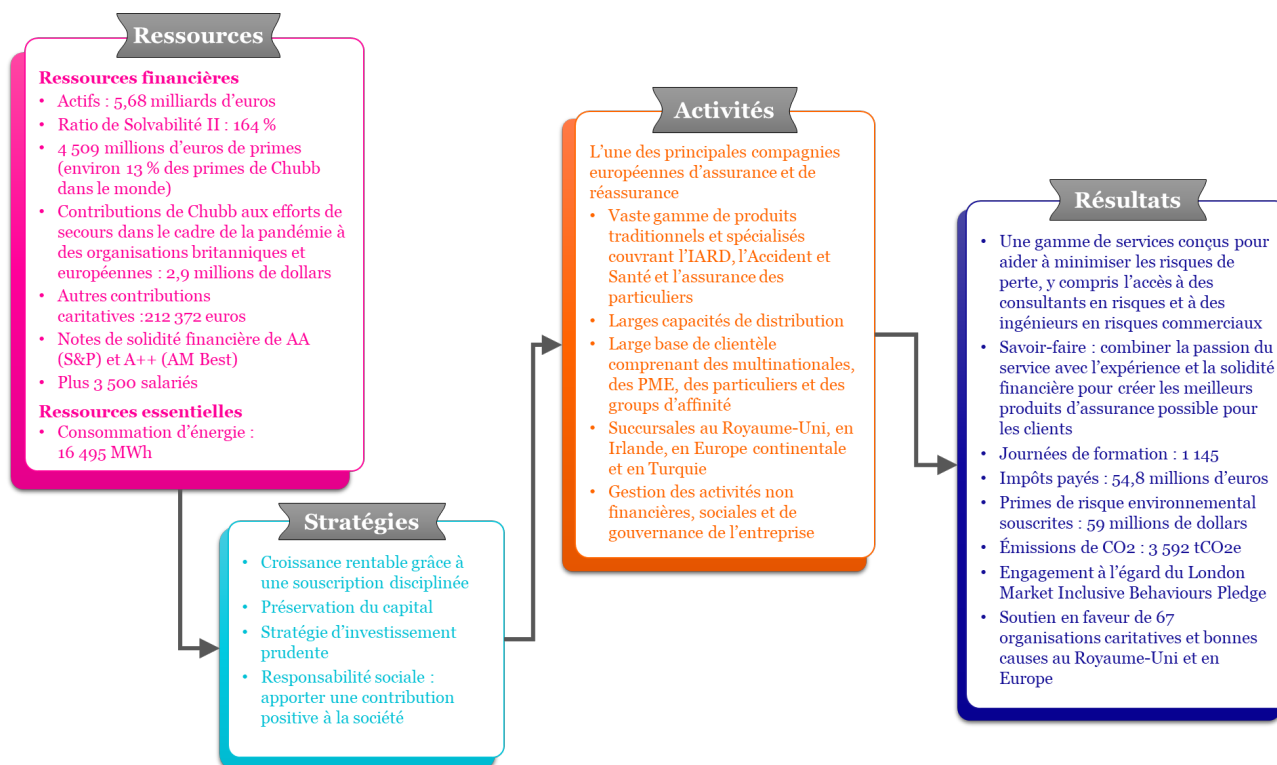 Ressources
Ressources financières
• Actifs : 5,68 milliards d’euros
• Ratio de Solvabilité II : 164 %
• 4 509 millions d’euros de primes
(environ 13 % des primes de Chubb
dans le monde)
• Contributions de Chubb aux efforts de
secours dans le cadre de la pandémie à
des organisations britanniques et
européennes : 2,9 millions de dollars
• Autres contributions
caritatives :212 372 euros
• Notes de solidité financière de AA
(S&P) et A++ (AM Best)
• Plus 3 500 salariés
Ressources essentielles
• Consommation d’énergie :
16 495 MWh
Stratégies
• Croissance rentable grâce à
une souscription disciplinée
• Préservation du capital
• Stratégie d’investissement
prudente
• Responsabilité sociale :
apporter une contribution
positive à la société
Activités
L’une des principales compagnies
européennes d’assurance et de
réassurance
• Vaste gamme de produits
traditionnels et spécialisés
couvrant l’IARD, l’Accident et
Santé et l’assurance des
particuliers
• Larges capacités de distribution
• Large base de clientèle
comprenant des multinationales,
des PME, des particuliers et des
groups d’affinité
• Succursales au Royaume-Uni, en
Irlande, en Europe continentale
et en Turquie
• Gestion des activités non
financières, sociales et de
gouvernance de l’entreprise
Résultats
• Une gamme de services conçus pour
aider à minimiser les risques de
perte, y compris l’accès à des
consultants en risques et à des
ingénieurs en risques commerciaux
• Savoir-faire : combiner la passion du
service avec l’expérience et la solidité
financière pour créer les meilleurs
produits d’assurance possible pour
les clients
• Journées de formation : 1 145
• Impôts payés : 54,8 millions d’euros
• Primes de risque environnemental
souscrites : 59 millions de dollars
• Émissions de CO2 : 3 592 tCO2e
• Engagement à l’égard du London
Market Inclusive Behaviours Pledge
• Soutien en faveur de 67
organisations caritatives et bonnes
causes au Royaume-Uni et en
Europe